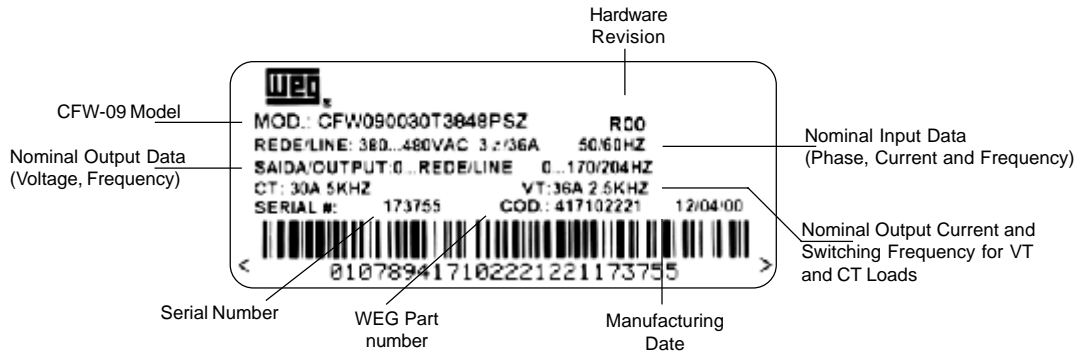 Hardware
Revision
weg
CFW-09 Model
MOD.: CFW090030T3848PSZ R00
REDE/LINE: 380...480VAC 3~/36A 50/60HZ
Nominal Input Data
(Phase, Current and Frequency)
Nominal Output Data
(Voltage, Frequency)
SAIDA/OUTPUT:0...REDE/LINE 0...170/204HZ
CT: 30A 5KHZ VT:36A 2.5KHZ
SERIAL #: 173755 COD.: 417102221 12/04/00
Nominal Output Current and
Switching Frequency for VT
and CT Loads
< 010789417102221221173755 >
Serial Number
WEG Part
number
Manufacturing
Date